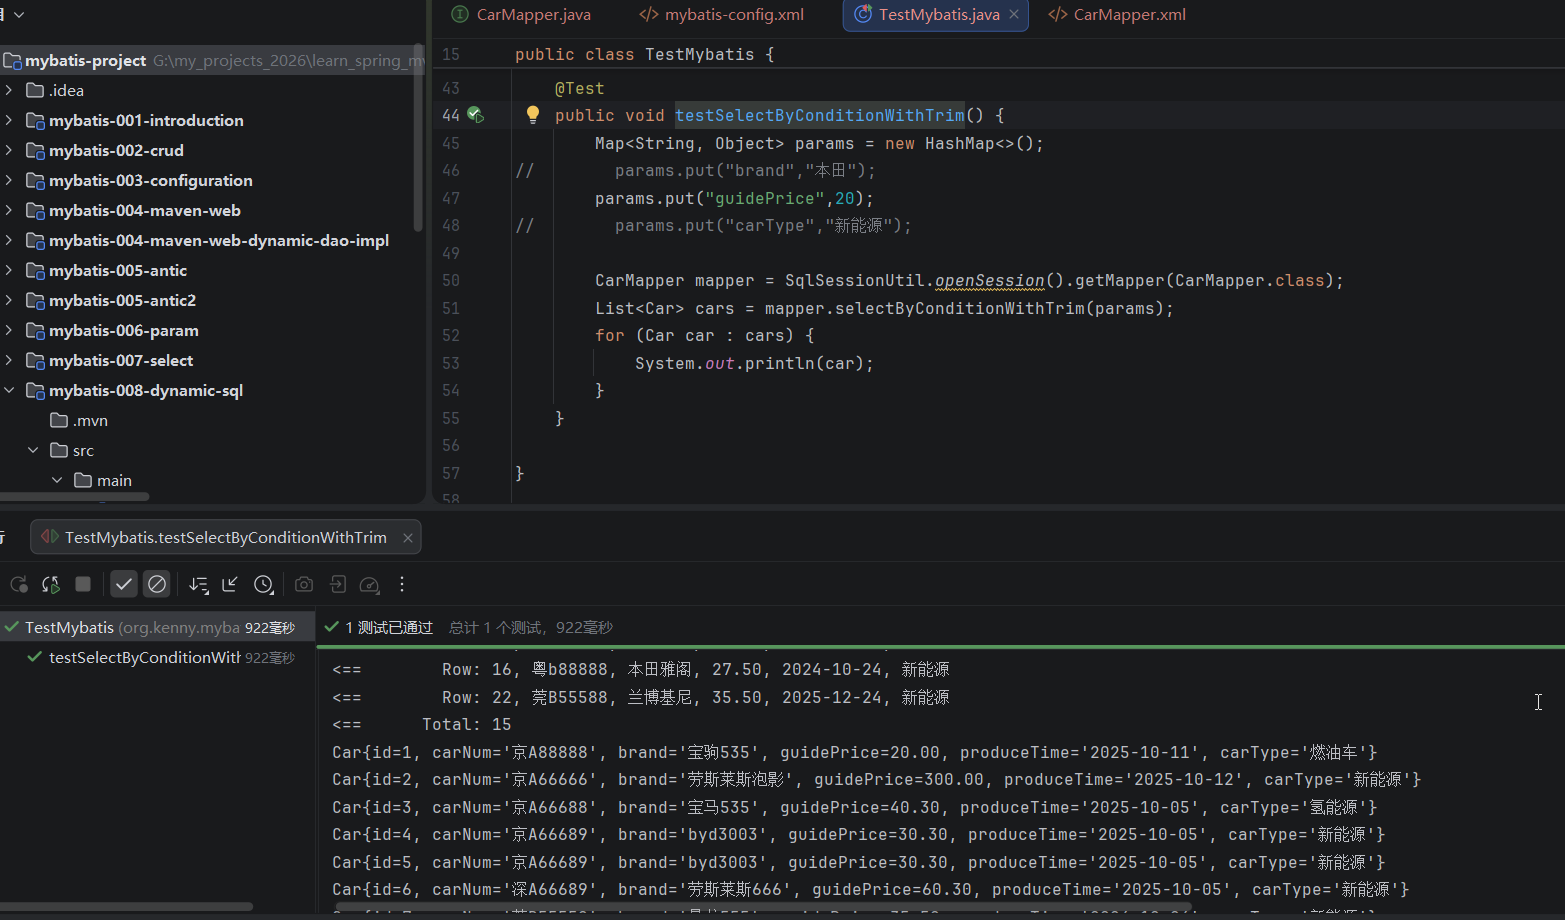 CarMapper.java
mybatis-config.xml
TestMybatis.java
CarMapper.xml
mybatis-project G:\my_projects_2026\learn_spring_my
.idea
mybatis-001-introduction
mybatis-002-crud
mybatis-003-configuration
mybatis-004-maven-web
mybatis-004-maven-web-dynamic-dao-impl
mybatis-005-antic
mybatis-005-antic2
mybatis-006-param
mybatis-007-select
mybatis-008-dynamic-sql
.mvn
src
main
15 public class TestMybatis {
43 @Test
44 public void testSelectByConditionWithTrim() {
45 Map<String, Object> params = new HashMap<>();
46 // params.put("brand","本田");
47 params.put("guidePrice",20);
48 // params.put("carType","新能源");
49
50 CarMapper mapper = SqlSessionUtil.openSession().getMapper(CarMapper.class);
51 List<Car> cars = mapper.selectByConditionWithTrim(params);
52 for (Car car : cars) {
53 System.out.println(car);
54 }
55 }
56
57 }
58
TestMybatis.testSelectByConditionWithTrim
TestMybatis (org.kenny.myba 922毫秒
testSelectByConditionWith 922毫秒
1 测试已通过 总计 1 个测试, 922毫秒
<== Row: 16, 粤b88888, 本田雅阁, 27.50, 2024-10-24, 新能源
<== Row: 22, 莞B55588, 兰博基尼, 35.50, 2025-12-24, 新能源
<== Total: 15
Car{id=1, carNum='京A88888', brand='宝驹535', guidePrice=20.00, produceTime='2025-10-11', carType='燃油车'}
Car{id=2, carNum='京A66666', brand='劳斯莱斯泡影', guidePrice=300.00, produceTime='2025-10-12', carType='新能源'}
Car{id=3, carNum='京A66688', brand='宝马535', guidePrice=40.30, produceTime='2025-10-05', carType='氢能源'}
Car{id=4, carNum='京A66689', brand='byd3003', guidePrice=30.30, produceTime='2025-10-05', carType='新能源'}
Car{id=5, carNum='京A66689', brand='byd3003', guidePrice=30.30, produceTime='2025-10-05', carType='新能源'}
Car{id=6, carNum='深A66689', brand='劳斯莱斯666', guidePrice=60.30, produceTime='2025-10-05', carType='新能源'}